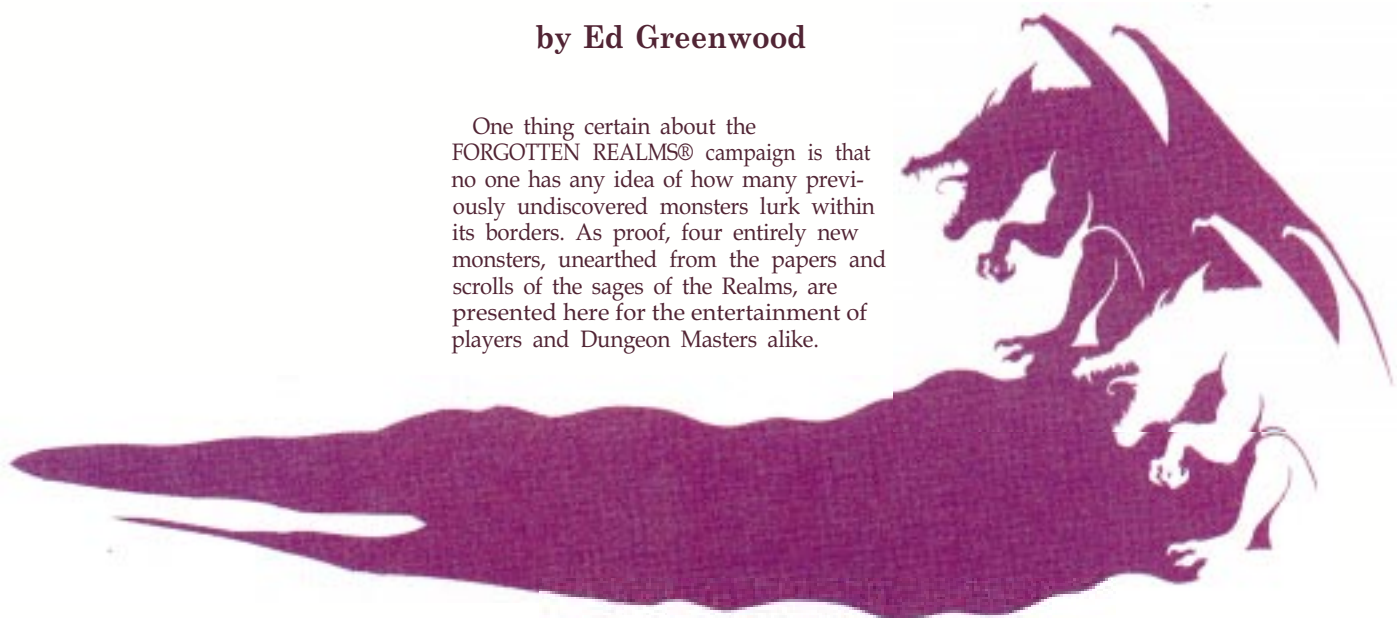 by Ed Greenwood
One thing certain about the
FORGOTTEN REALMS® campaign is that
no one has any idea of how many previ-
ously undiscovered monsters lurk within
its borders. As proof, four entirely new
monsters, unearthed from the papers and
scrolls of the sages of the Realms, are
presented here for the entertainment of
players and Dungeon Masters alike.